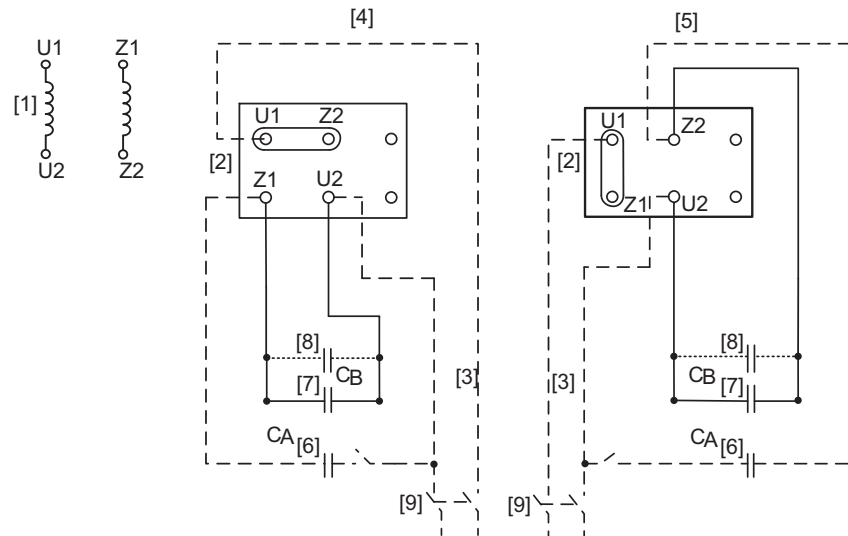 [4] [5]
U1 Z1
[1]
U2 Z2
U1 Z2
[2]
Z1 U2
U1 Z2
[2]
Z1 U2
[8] [8]
CB CB
[7] [7]
[3] [3]
CA [6] CA [6]
[9] [9]